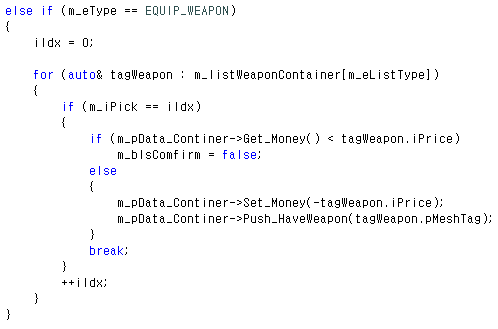 else if (m_eType == EQUIP_WEAPON)
{
    iIdx = 0;

    for (auto& tagWeapon : m_listWeaponContainer[m_eListType])
    {
        if (m_iPick == iIdx)
        {
            if (m_pData_Continer->Get_Money() < tagWeapon.iPrice)
                m_bIsComfirm = false;
            else
            {
                m_pData_Continer->Set_Money(-tagWeapon.iPrice);
                m_pData_Continer->Push_HaveWeapon(tagWeapon.pMeshTag);
            }
            break;
        }
        ++iIdx;
    }
}